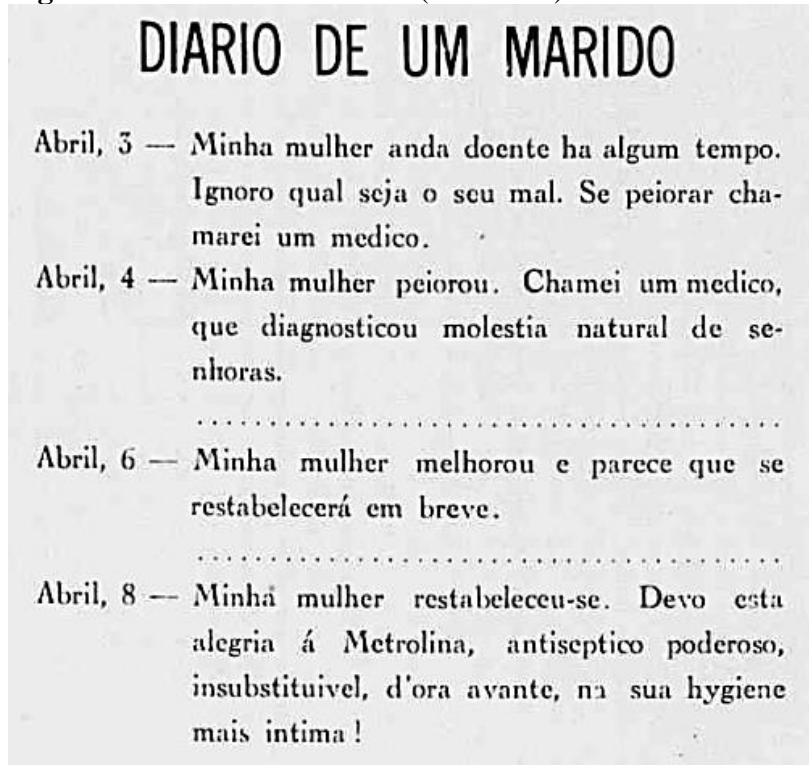 DIARIO DE UM MARIDO
Abril, 3 — Minha mulher anda doente ha algum tempo.
Ignoro qual seja o seu mal. Se peiorar cha-
marei um medico.
Abril, 4 — Minha mulher peiorou. Chamei um medico,
que diagnosticou molestia natural de se-
nhoras.
........................................
Abril, 6 — Minha mulher melhorou e parece que se
restabelecerá em breve.
........................................
Abril, 8 — Minha mulher restabeleceu-se. Devo esta
alegria á Metrolina, antiseptico poderoso,
insubstituivel, d'ora avante, na sua hygiene
mais intima !